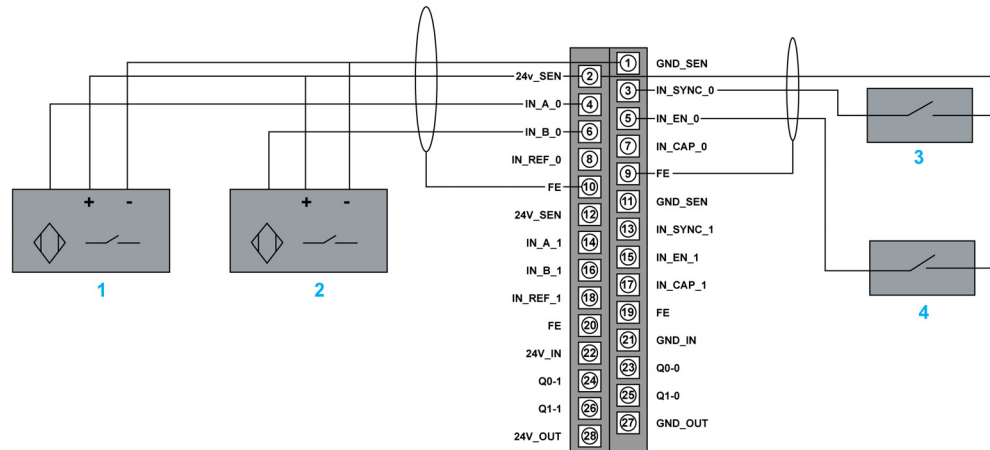 1 GND_SEN
24v_SEN 2
3 IN_SYNC_0
IN_A_0 4
5 IN_EN_0
IN_B_0 6
7 IN_CAP_0
IN_REF_0 8
9 FE
FE 10
11 GND_SEN
24V_SEN 12
13 IN_SYNC_1
IN_A_1 14
15 IN_EN_1
IN_B_1 16
17 IN_CAP_1
IN_REF_1 18
19 FE
FE 20
21 GND_IN
24V_IN 22
23 Q0-0
Q0-1 24
25 Q1-0
Q1-1 26
27 GND_OUT
24V_OUT 28
+ -
1
+ -
2
3
4